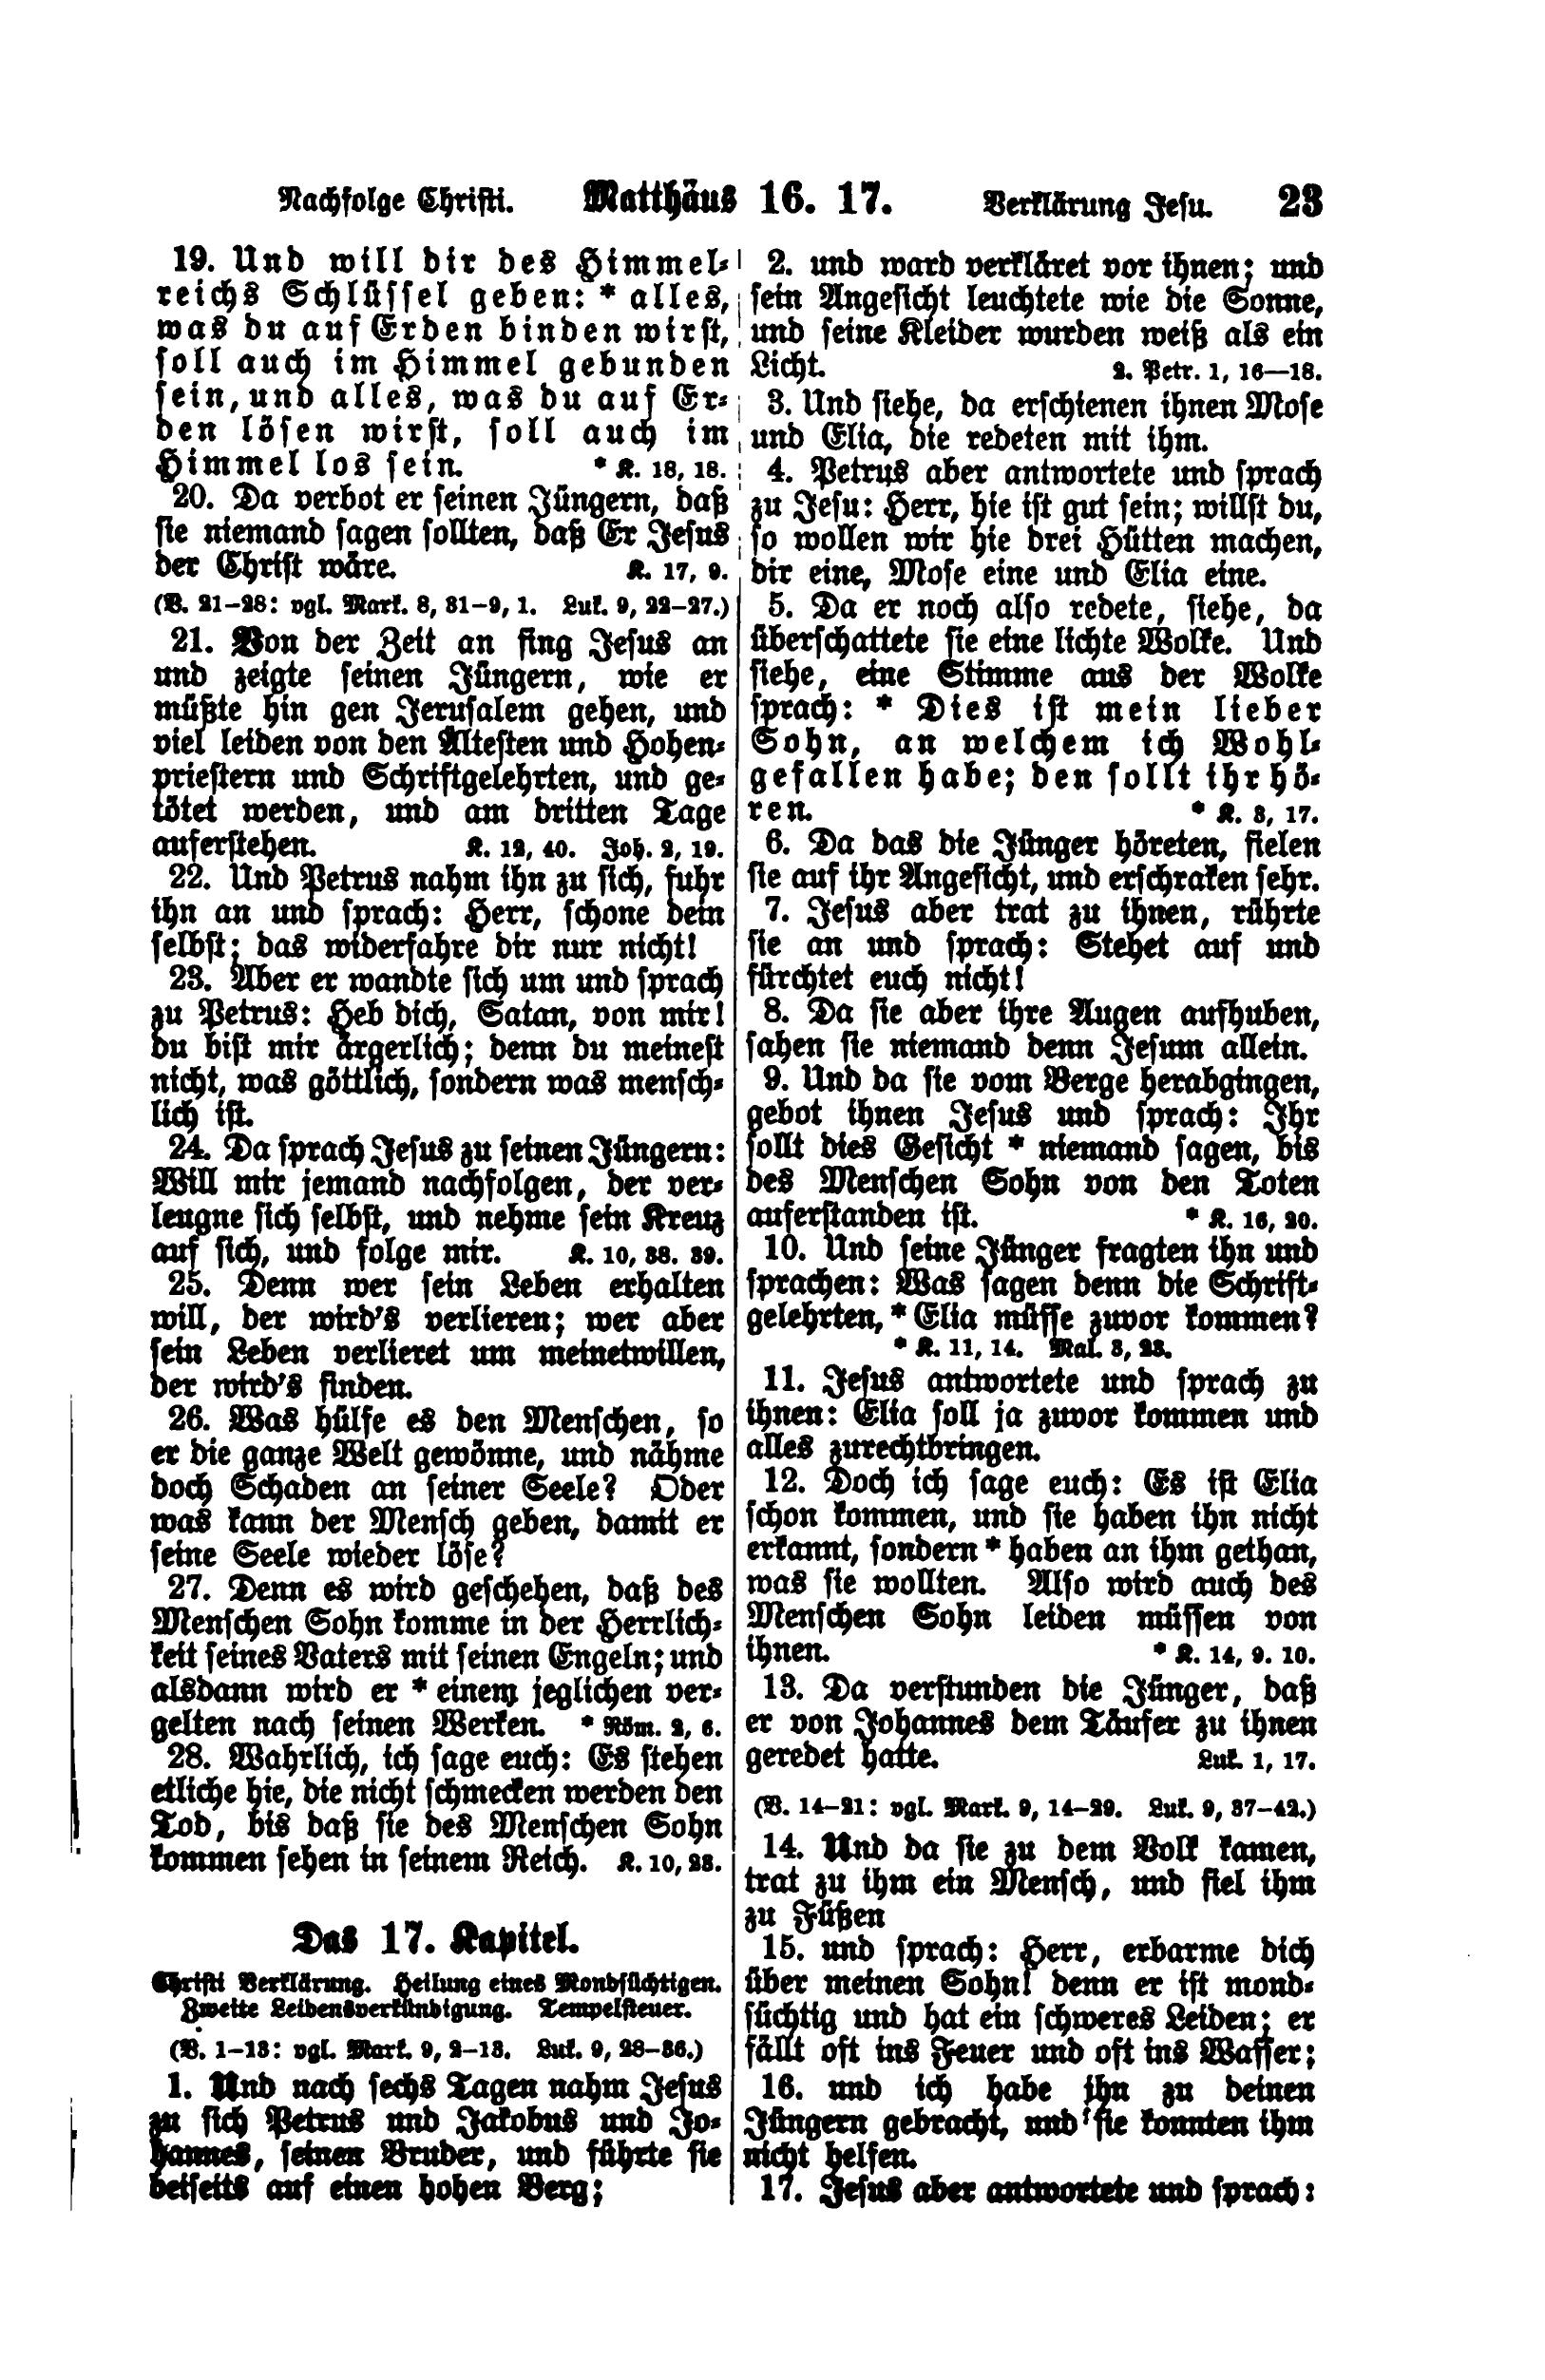 Nachfolge Christi. Matthäus 16. 17. Verklärung Jesu. 23
19. Und will dir des Himmel-
reichs Schlüssel geben: * alles,
was du auf Erden binden wirst,
soll auch im Himmel gebunden
sein, und alles, was du auf Er-
den lösen wirst, soll auch im
Himmel los sein. * K. 18, 18.
20. Da verbot er seinen Jüngern, daß
sie niemand sagen sollten, daß Er Jesus
der Christ wäre. K. 17, 9.
(V. 21–28: vgl. Mark. 8, 31–9, 1. Luk. 9, 22–27.)
21. Von der Zeit an fing Jesus an
und zeigte seinen Jüngern, wie er
müßte hin gen Jerusalem gehen, und
viel leiden von den Ältesten und Hohen-
priestern und Schriftgelehrten, und ge-
tötet werden, und am dritten Tage
auferstehen. K. 12, 40. Joh. 2, 19.
22. Und Petrus nahm ihn zu sich, fuhr
ihn an und sprach: Herr, schone dein
selbst; das widerfahre dir nur nicht!
23. Aber er wandte sich um und sprach
zu Petrus: Heb dich, Satan, von mir!
du bist mir ärgerlich; denn du meinest
nicht, was göttlich, sondern was mensch-
lich ist.
24. Da sprach Jesus zu seinen Jüngern:
Will mir jemand nachfolgen, der ver-
leugne sich selbst, und nehme sein Kreuz
auf sich, und folge mir. K. 10, 38. 39.
25. Denn wer sein Leben erhalten
will, der wird's verlieren; wer aber
sein Leben verlieret um meinetwillen,
der wird's finden.
26. Was hülfe es den Menschen, so
er die ganze Welt gewönne, und nähme
doch Schaden an seiner Seele? Oder
was kann der Mensch geben, damit er
seine Seele wieder löse?
27. Denn es wird geschehen, daß des
Menschen Sohn komme in der Herrlich-
keit seines Vaters mit seinen Engeln; und
alsdann wird er * einem jeglichen ver-
gelten nach seinen Werken. * Röm. 2, 6.
28. Wahrlich, ich sage euch: Es stehen
etliche hie, die nicht schmecken werden den
Tod, bis daß sie des Menschen Sohn
kommen sehen in seinem Reich. K. 10, 23.
Das 17. Kapitel.
Christi Verklärung. Heilung eines Mondsüchtigen.
Zweite Leidensverkündigung. Tempelsteuer.
(V. 1–13: vgl. Mark. 9, 2–13. Luk. 9, 28–36.)
1. Und nach sechs Tagen nahm Jesus
zu sich Petrus und Jakobus und Jo-
hannes, seinen Bruder, und führte sie
beiseits auf einen hohen Berg;
2. und ward verkläret vor ihnen; und
sein Angesicht leuchtete wie die Sonne,
und seine Kleider wurden weiß als ein
Licht. 2. Petr. 1, 16—18.
3. Und siehe, da erschienen ihnen Mose
und Elia, die redeten mit ihm.
4. Petrus aber antwortete und sprach
zu Jesu: Herr, hie ist gut sein; willst du,
so wollen wir hie drei Hütten machen,
dir eine, Mose eine und Elia eine.
5. Da er noch also redete, siehe, da
überschattete sie eine lichte Wolke. Und
siehe, eine Stimme aus der Wolke
sprach: * Dies ist mein lieber
Sohn, an welchem ich Wohl-
gefallen habe; den sollt ihr hö-
ren. * K. 3, 17.
6. Da das die Jünger höreten, fielen
sie auf ihr Angesicht, und erschraken sehr.
7. Jesus aber trat zu ihnen, rührte
sie an und sprach: Stehet auf und
fürchtet euch nicht!
8. Da sie aber ihre Augen aufhuben,
sahen sie niemand denn Jesum allein.
9. Und da sie vom Berge herabgingen,
gebot ihnen Jesus und sprach: Ihr
sollt dies Gesicht * niemand sagen, bis
des Menschen Sohn von den Toten
auferstanden ist. * K. 16, 20.
10. Und seine Jünger fragten ihn und
sprachen: Was sagen denn die Schrift-
gelehrten, * Elia müsse zuvor kommen?
* K. 11, 14. Mal. 3, 23.
11. Jesus antwortete und sprach zu
ihnen: Elia soll ja zuvor kommen und
alles zurechtbringen.
12. Doch ich sage euch: Es ist Elia
schon kommen, und sie haben ihn nicht
erkannt, sondern * haben an ihm gethan,
was sie wollten. Also wird auch des
Menschen Sohn leiden müssen von
ihnen. * K. 14, 9. 10.
13. Da verstunden die Jünger, daß
er von Johannes dem Täufer zu ihnen
geredet hatte. Luk. 1, 17.
(V. 14–21: vgl. Mark. 9, 14–29. Luk. 9, 37–42.)
14. Und da sie zu dem Volk kamen,
trat zu ihm ein Mensch, und fiel ihm
zu Füßen
15. und sprach: Herr, erbarme dich
über meinen Sohn! denn er ist mond-
süchtig und hat ein schweres Leiden; er
fällt oft ins Feuer und oft ins Wasser;
16. und ich habe ihn zu deinen
Jüngern gebracht, und sie konnten ihm
nicht helfen.
17. Jesus aber antwortete und sprach: